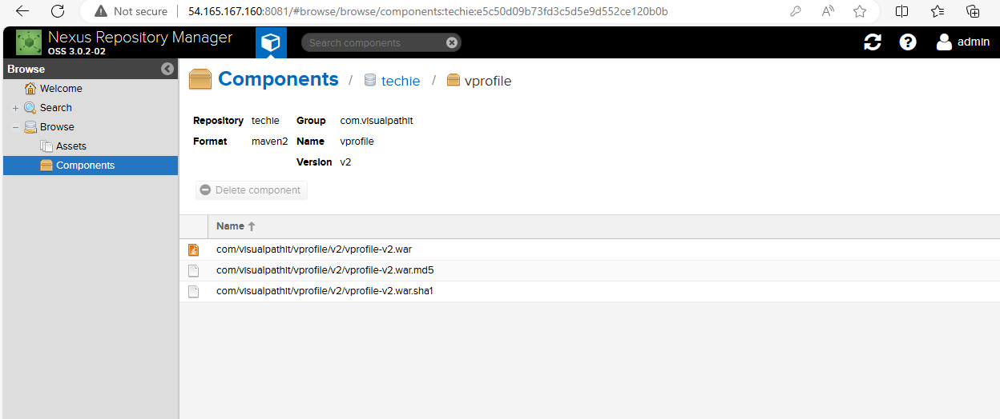 Not secure 54.165.167.160:8081/#browse/browse/components:techie:e5c50d09b73fd3c5d5e9d552ce120b0b
Nexus Repository Manager
OSS 3.0.2-02
Search components
admin
Browse
Welcome
Search
Browse
Assets
Components
Components / techie / vprofile
Repository techie Group com.visualpathit
Format maven2 Name vprofile
Version v2
Delete component
Name
com/visualpathit/vprofile/v2/vprofile-v2.war
com/visualpathit/vprofile/v2/vprofile-v2.war.md5
com/visualpathit/vprofile/v2/vprofile-v2.war.sha1